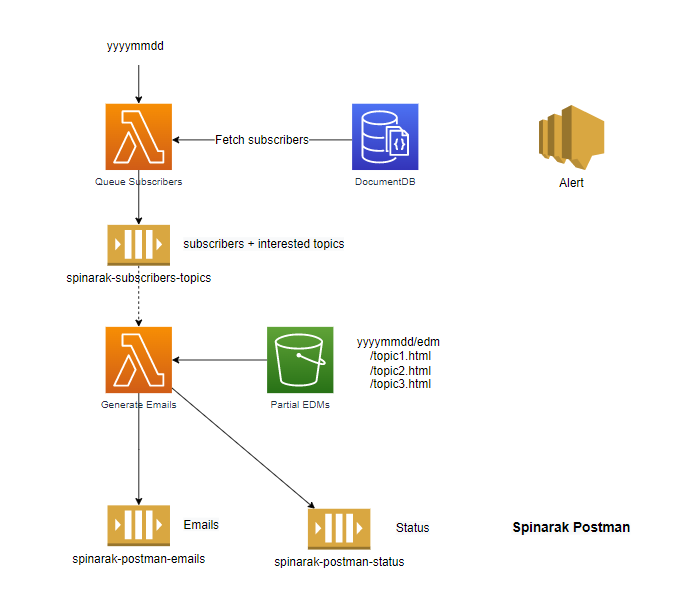 yyyymmdd
Fetch subscribers
Queue Subscribers
DocumentDB
Alert
subscribers + interested topics
spinarak-subscribers-topics
yyyymmdd/edm
/topic1.html
/topic2.html
/topic3.html
Generate Emails
Partial EDMs
Emails
Status
Spinarak Postman
spinarak-postman-emails
spinarak-postman-status